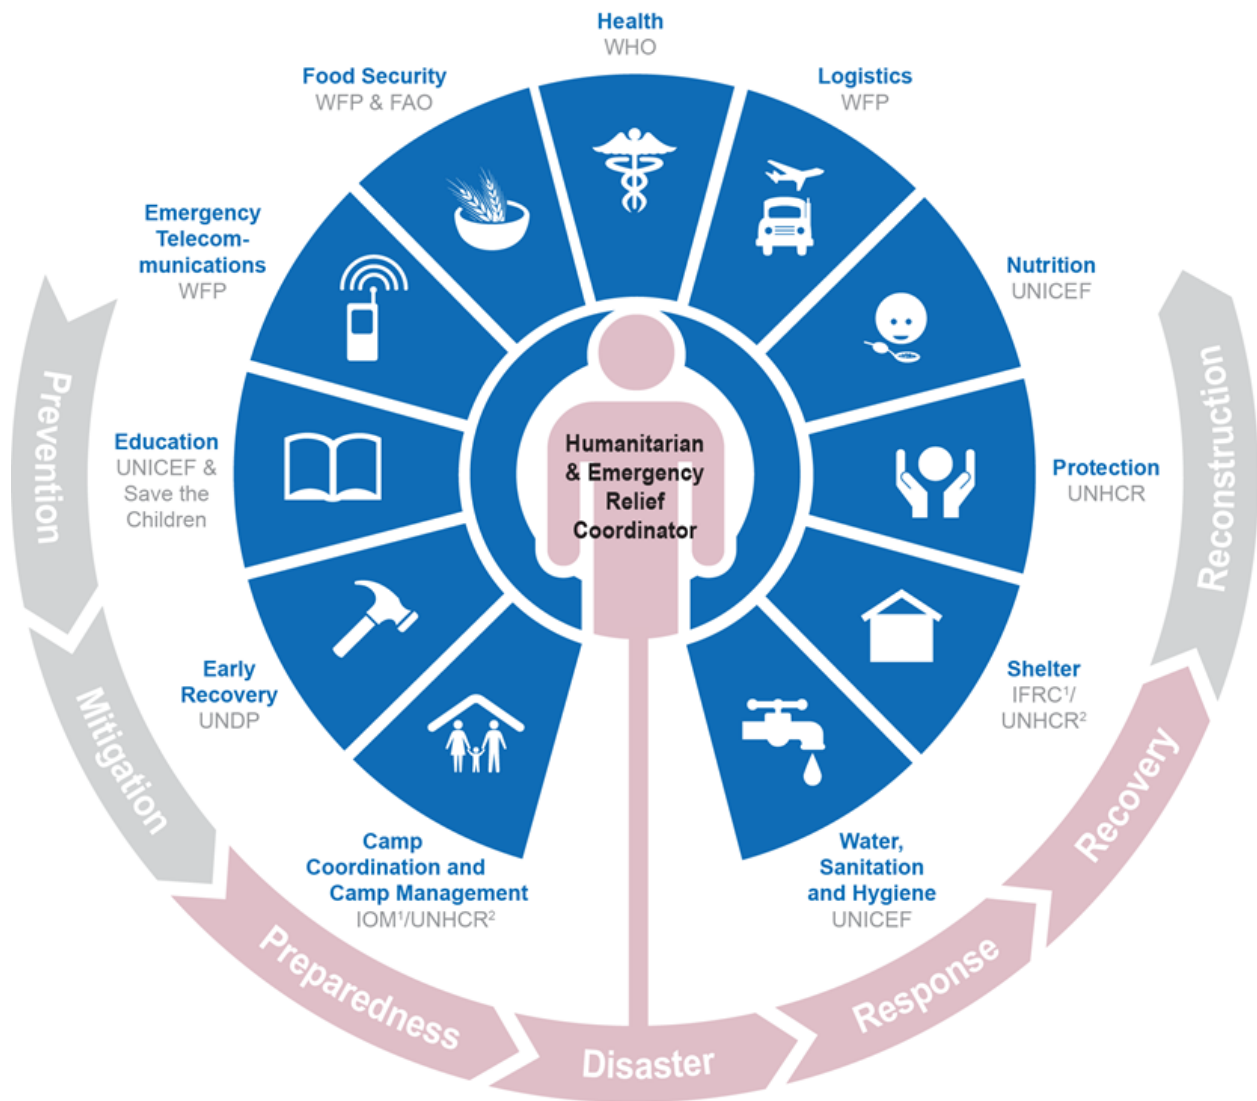 Health
WHO
Food Security
WFP & FAO
Logistics
WFP
Emergency
Telecom-
munications
WFP
Nutrition
UNICEF
Education
UNICEF &
Save the
Children
Humanitarian
& Emergency
Relief
Coordinator
Protection
UNHCR
Early
Recovery
UNDP
Shelter
IFRC¹/
UNHCR²
Camp
Coordination and
Camp Management
IOM¹/UNHCR²
Water,
Sanitation
and Hygiene
UNICEF
Prevention
Mitigation
Preparedness
Disaster
Response
Recovery
Reconstruction